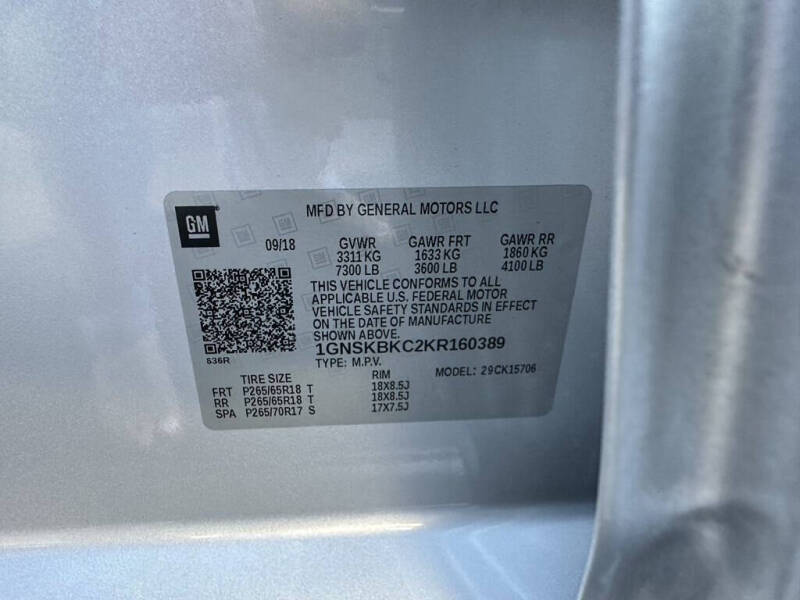 GM
MFD BY GENERAL MOTORS LLC
09/18 GVWR GAWR FRT GAWR RR
3311 KG 1633 KG 1860 KG
7300 LB 3600 LB 4100 LB
THIS VEHICLE CONFORMS TO ALL
APPLICABLE U.S. FEDERAL MOTOR
VEHICLE SAFETY STANDARDS IN EFFECT
ON THE DATE OF MANUFACTURE
SHOWN ABOVE.
1GNSKBKC2KR160389
636R
TYPE: M.P.V. MODEL: 29CK15706
TIRE SIZE RIM
FRT P265/65R18 T 18X8.5J
RR P265/65R18 T 18X8.5J
SPA P265/70R17 S 17X7.5J